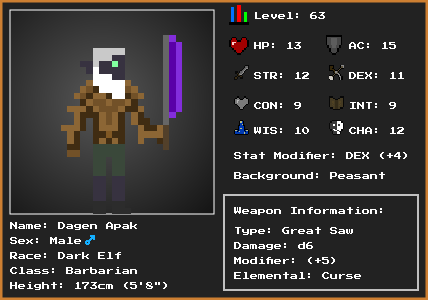 Level: 63
HP: 13 AC: 15
STR: 12 DEX: 11
CON: 9 INT: 9
WIS: 10 CHA: 12
Stat Modifier: DEX (+4)
Background: Peasant
Name: Dagen Apak
Sex: Male♂
Race: Dark Elf
Class: Barbarian
Height: 173cm (5'8")
Weapon Information:
Type: Great Saw
Damage: d6
Modifier: (+5)
Elemental: Curse